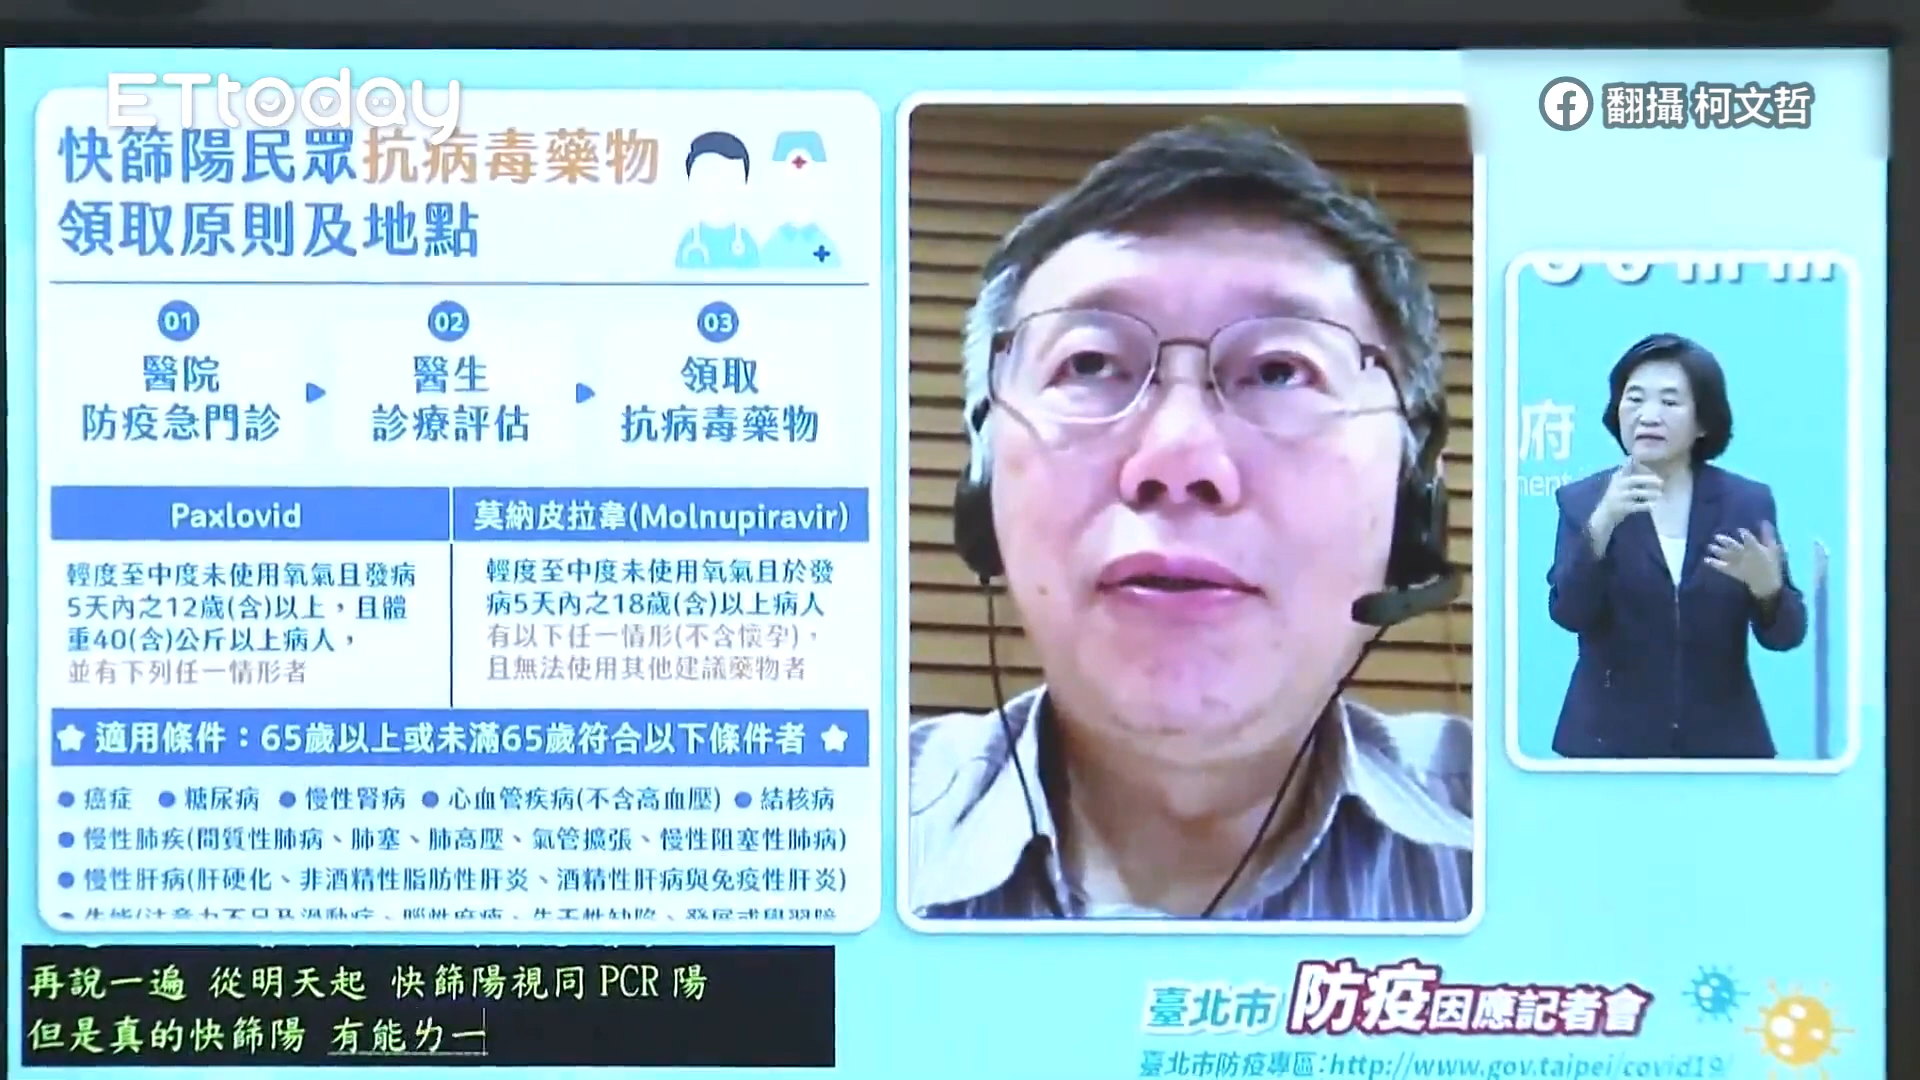 ETtoday
翻攝 柯文哲
快篩陽民眾抗病毒藥物
領取原則及地點
01
醫院
防疫急門診
02
醫生
診療評估
03
領取
抗病毒藥物
Paxlovid
輕度至中度未使用氧氣且發病
5天內之12歲(含)以上，且體
重40(含)公斤以上病人，
並有下列任一情形者
莫納皮拉韋(Molnupiravir)
輕度至中度未使用氧氣且於發
病5天內之18歲(含)以上病人
有以下任一情形(不含懷孕)，
且無法使用其他建議藥物者
適用條件：65歲以上或未滿65歲符合以下條件者
癌症 糖尿病 慢性腎病 心血管疾病(不含高血壓) 結核病
慢性肺疾(間質性肺病、肺塞、肺高壓、氣管擴張、慢性阻塞性肺病)
慢性肝病(肝硬化、非酒精性脂肪性肝炎、酒精性肝病與免疫性肝炎)
府
ment
再說一遍 從明天起 快篩陽視同 PCR 陽
但是真的快篩陽 有能ㄌ一
臺北市防疫因應記者會
臺北市防疫專區:http://www.gov.taipei/covid19/